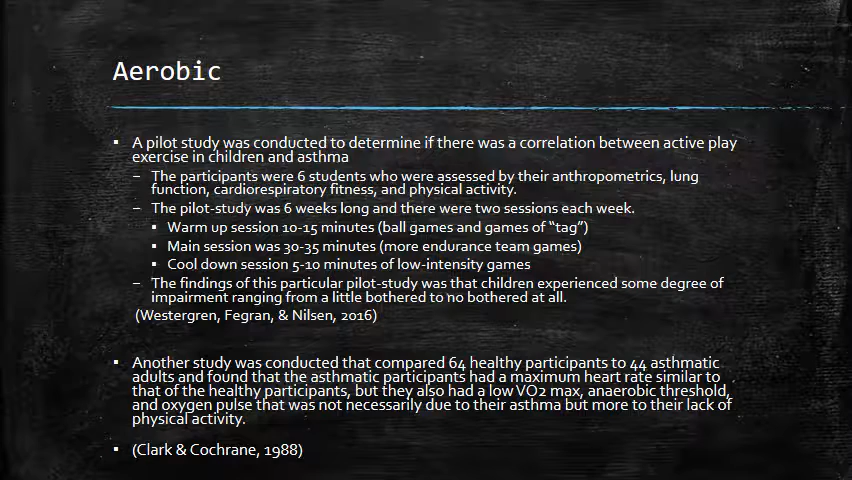 Aerobic
▪ A pilot study was conducted to determine if there was a correlation between active play
exercise in children and asthma
– The participants were 6 students who were assessed by their anthropometrics, lung
function, cardiorespiratory fitness, and physical activity.
– The pilot-study was 6 weeks long and there were two sessions each week.
▪ Warm up session 10-15 minutes (ball games and games of “tag”)
▪ Main session was 30-35 minutes (more endurance team games)
▪ Cool down session 5-10 minutes of low-intensity games
– The findings of this particular pilot-study was that children experienced some degree of
impairment ranging from a little bothered to no bothered at all.
(Westergren, Fegran, & Nilsen, 2016)
▪ Another study was conducted that compared 64 healthy participants to 44 asthmatic
adults and found that the asthmatic participants had a maximum heart rate similar to
that of the healthy participants, but they also had a low VO2 max, anaerobic threshold,
and oxygen pulse that was not necessarily due to their asthma but more to their lack of
physical activity.
▪ (Clark & Cochrane, 1988)